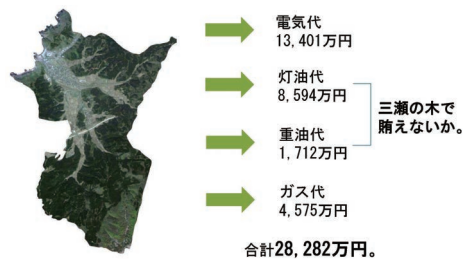 電気代
13,401万円
灯油代
8,594万円
三瀬の木で
賄えないか。
重油代
1,712万円
ガス代
4,575万円
合計28,282万円。